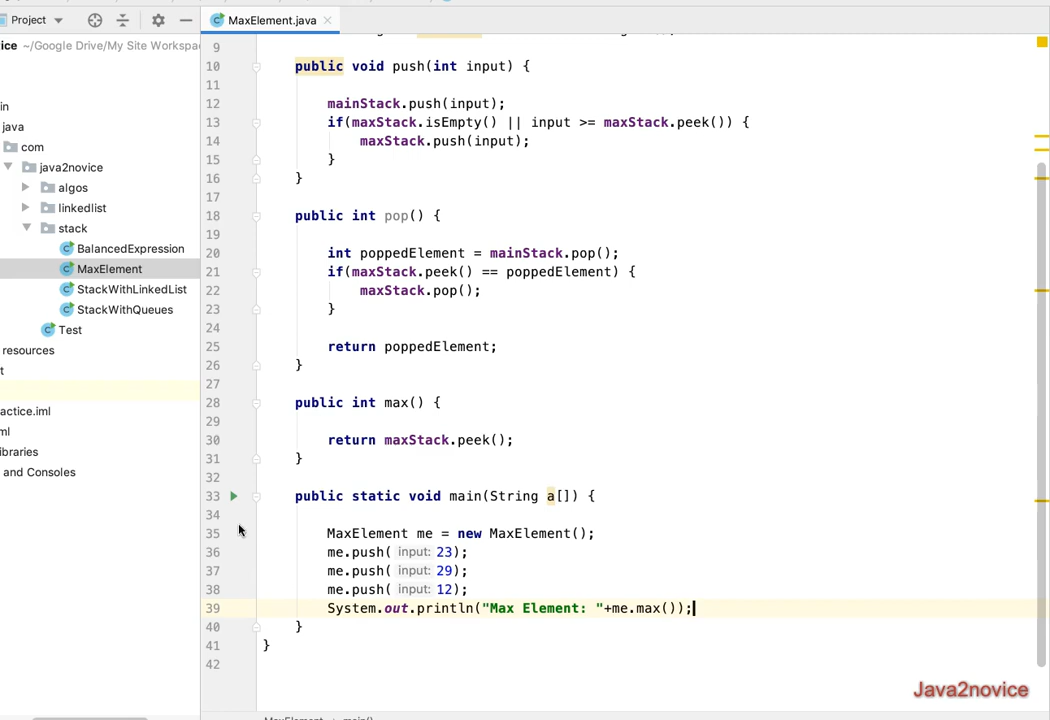 Project
MaxElement.java
ice ~/Google Drive/My Site Workspa
in
java
com
java2novice
algos
linkedlist
stack
BalancedExpression
MaxElement
StackWithLinkedList
StackWithQueues
Test
resources
t
actice.iml
ml
ibraries
and Consoles
9
10 public void push(int input) {
11
12 mainStack.push(input);
13 if(maxStack.isEmpty() || input >= maxStack.peek()) {
14 maxStack.push(input);
15 }
16 }
17
18 public int pop() {
19
20 int poppedElement = mainStack.pop();
21 if(maxStack.peek() == poppedElement) {
22 maxStack.pop();
23 }
24
25 return poppedElement;
26 }
27
28 public int max() {
29
30 return maxStack.peek();
31 }
32
33 public static void main(String a[]) {
34
35 MaxElement me = new MaxElement();
36 me.push( input: 23);
37 me.push( input: 29);
38 me.push( input: 12);
39 System.out.println("Max Element: "+me.max());
40 }
41 }
42
Java2novice
MaxElement › main()